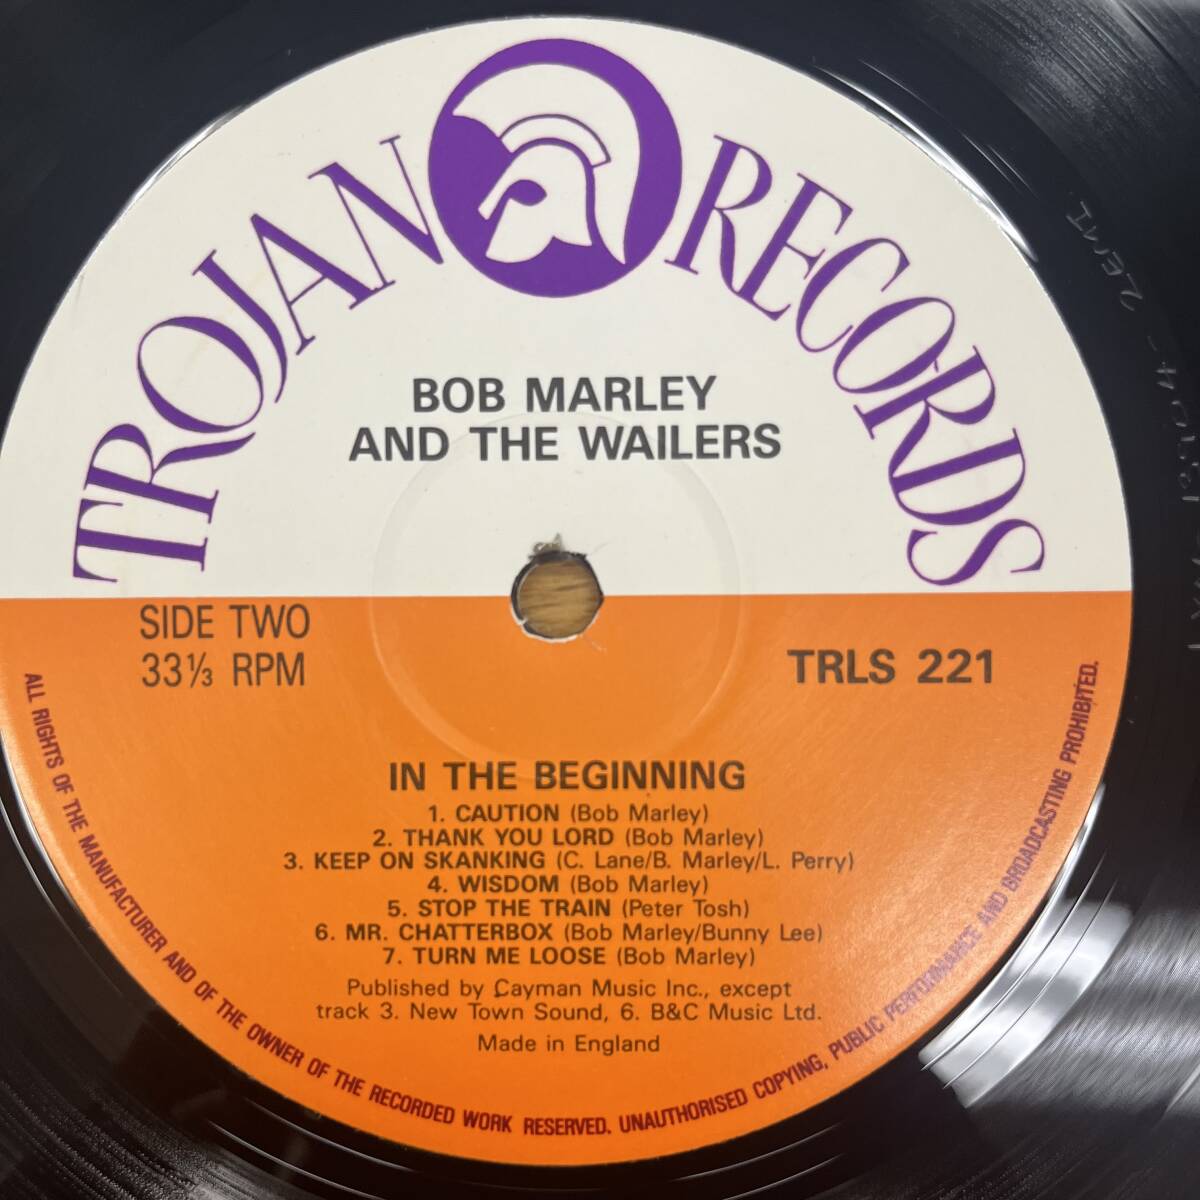 TROJAN RECORDS
BOB MARLEY
AND THE WAILERS
SIDE TWO
33⅓ RPM
TRLS 221
IN THE BEGINNING
1. CAUTION (Bob Marley)
2. THANK YOU LORD (Bob Marley)
3. KEEP ON SKANKING (C. Lane/B. Marley/L. Perry)
4. WISDOM (Bob Marley)
5. STOP THE TRAIN (Peter Tosh)
6. MR. CHATTERBOX (Bob Marley/Bunny Lee)
7. TURN ME LOOSE (Bob Marley)
Published by Cayman Music Inc., except
track 3. New Town Sound, 6. B&C Music Ltd.
Made in England
ALL RIGHTS OF THE MANUFACTURER AND OF THE OWNER OF THE RECORDED WORK RESERVED. UNAUTHORISED COPYING, PUBLIC PERFORMANCE AND BROADCASTING PROHIBITED.